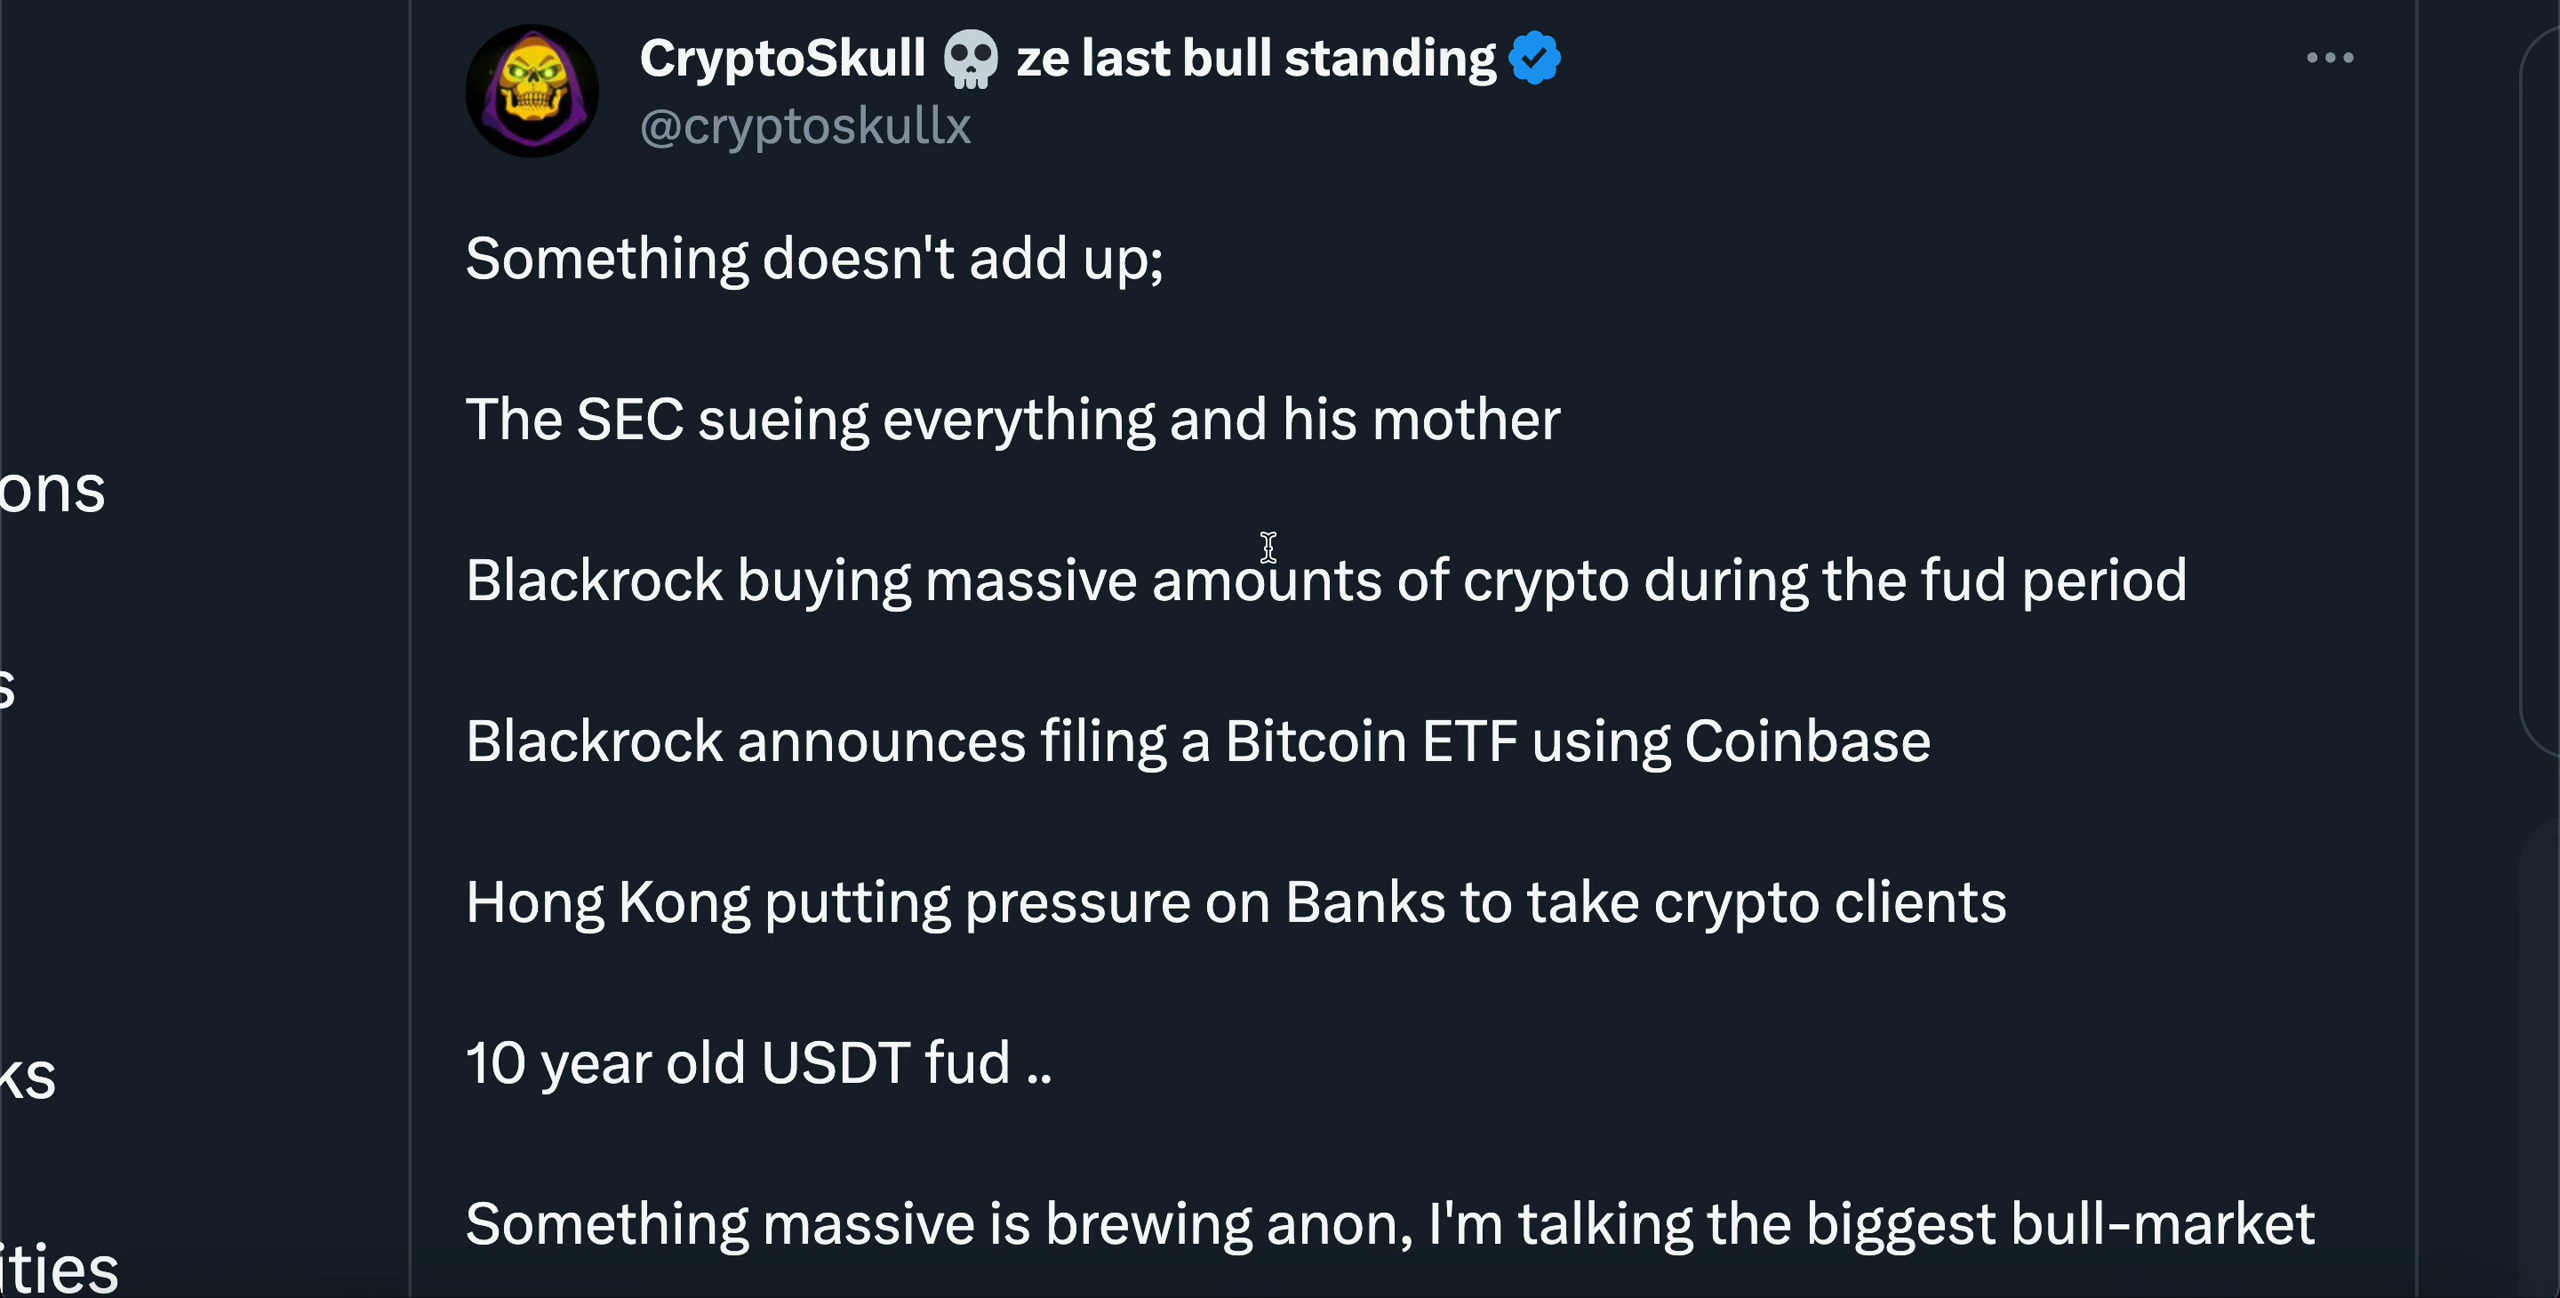 CryptoSkull 💀 ze last bull standing
@cryptoskullx
Something doesn't add up;
The SEC sueing everything and his mother
ons
Blackrock buying massive amounts of crypto during the fud period
s
Blackrock announces filing a Bitcoin ETF using Coinbase
Hong Kong putting pressure on Banks to take crypto clients
10 year old USDT fud ..
ks
Something massive is brewing anon, I'm talking the biggest bull-market
ities